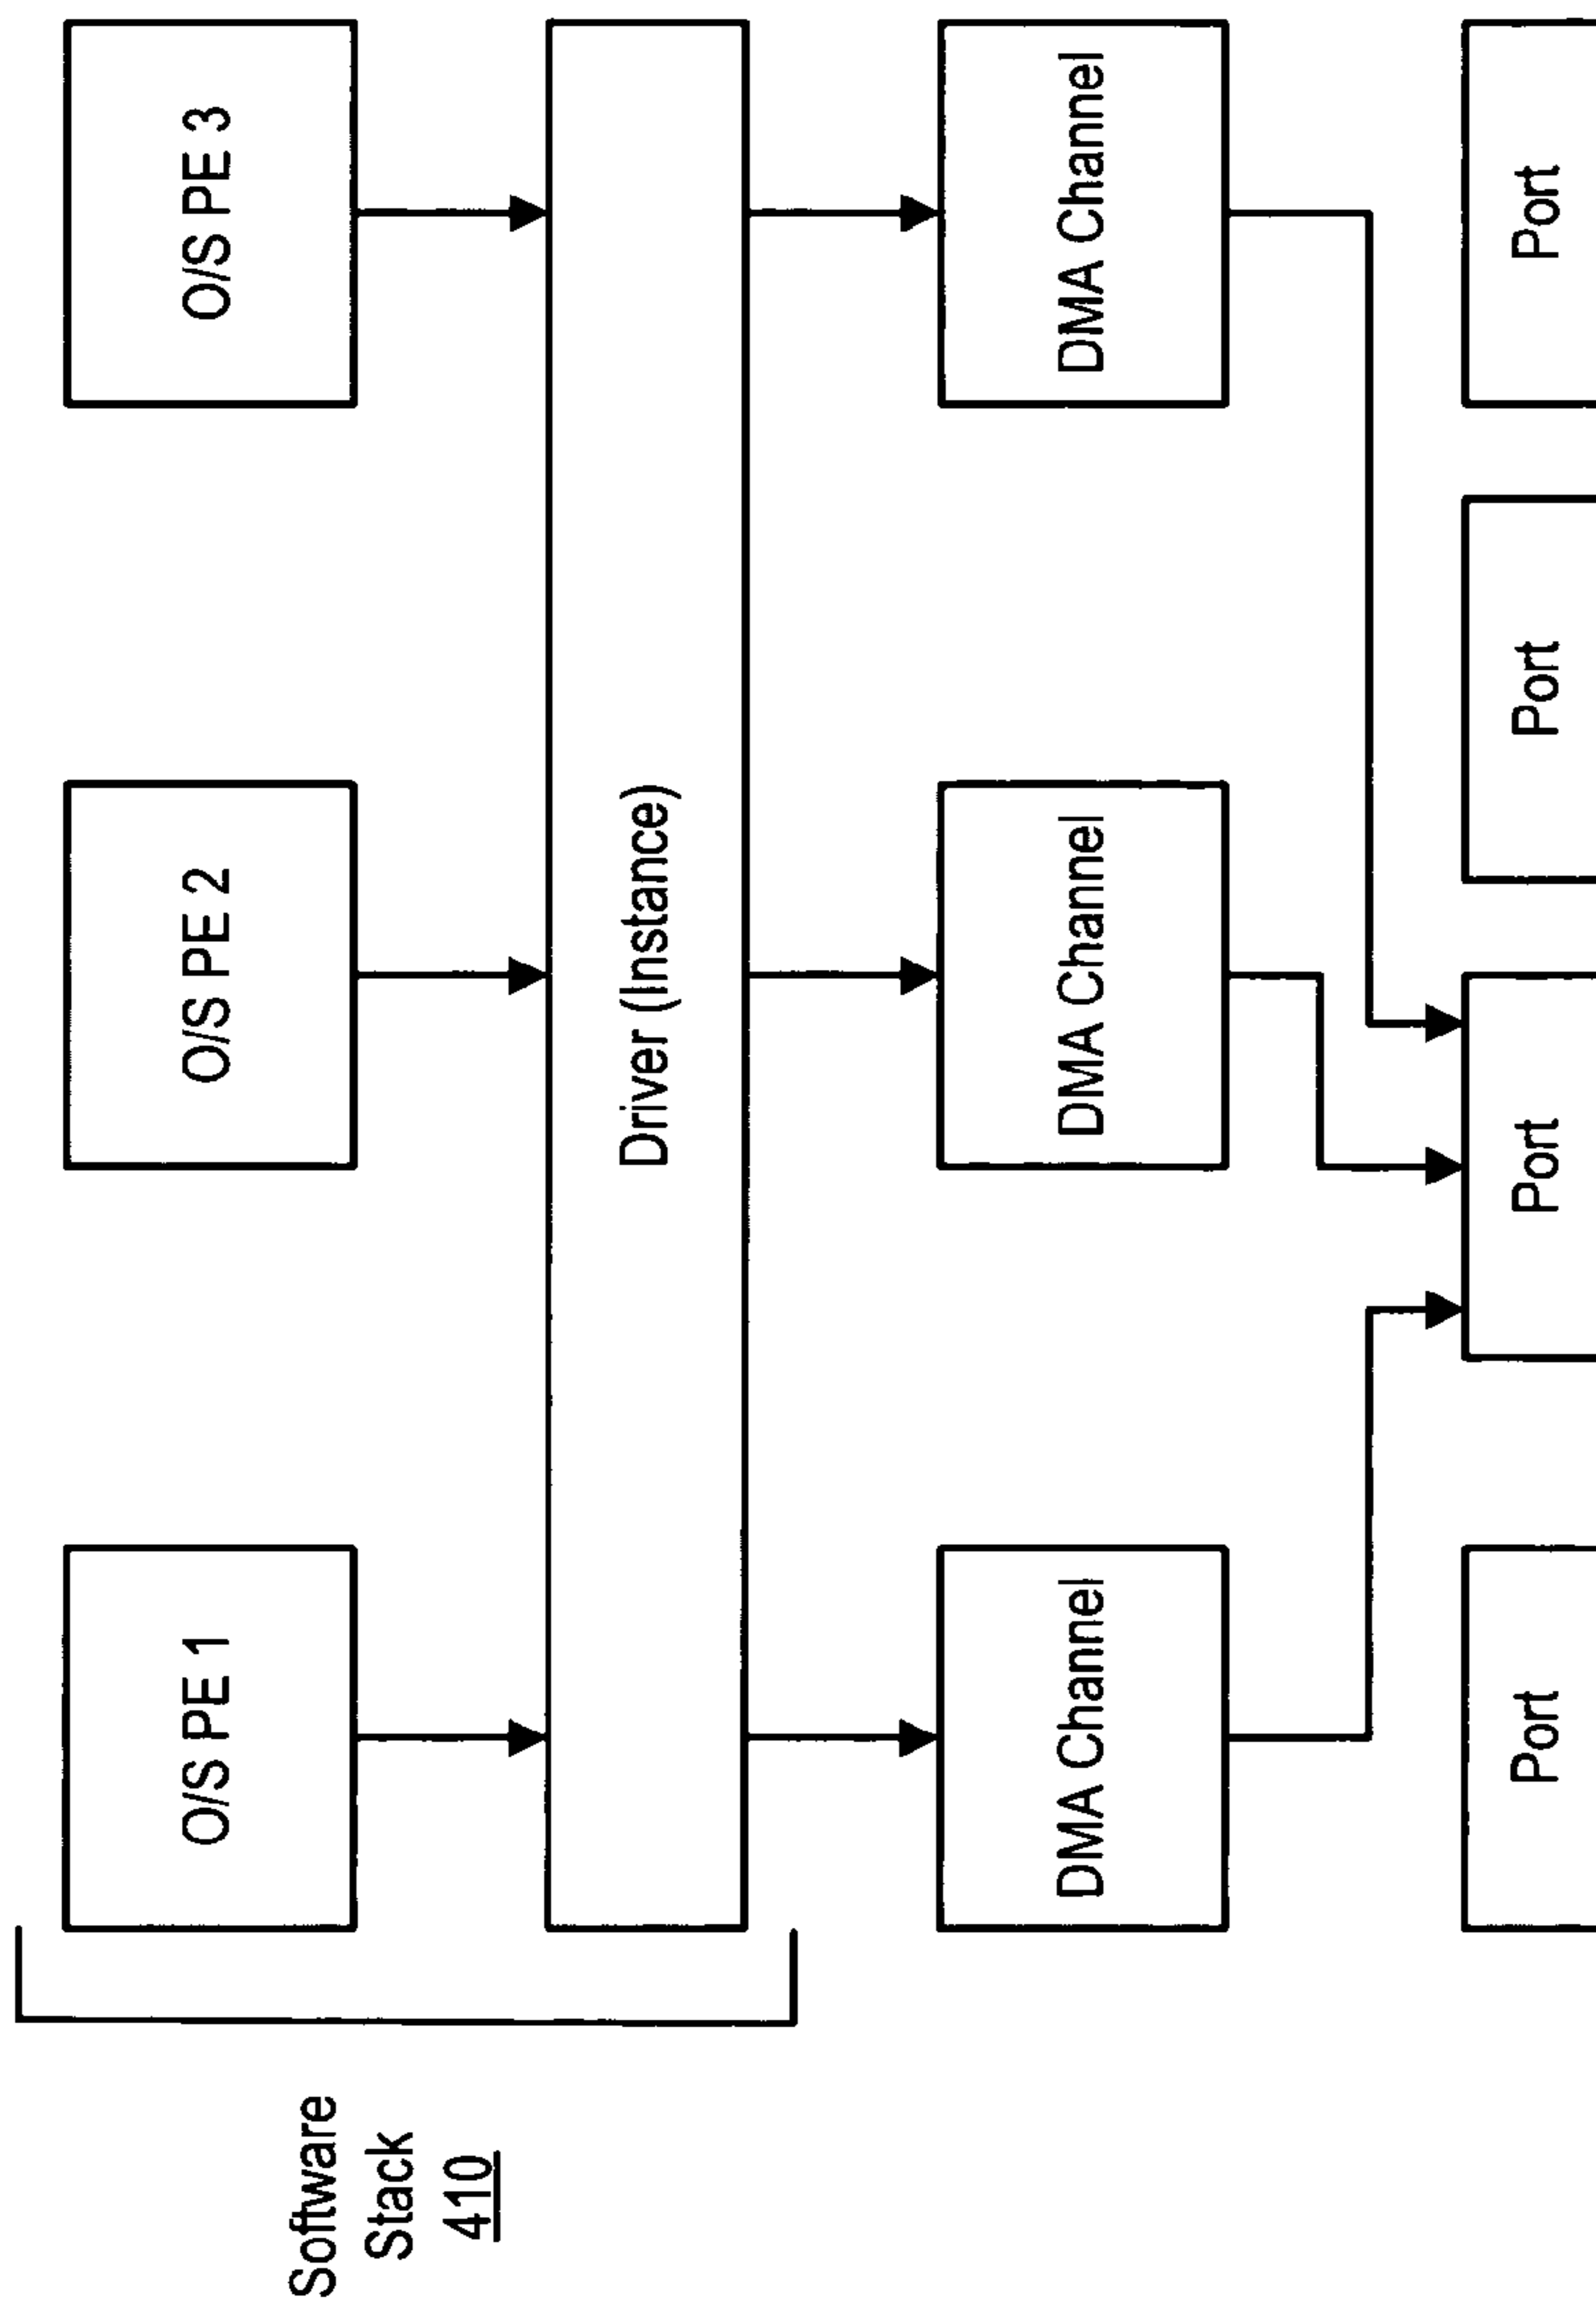 Software
Stack
410
O/S PE 1
O/S PE 2
O/S PE 3
Driver (Instance)
DMA Channel
DMA Channel
DMA Channel
Port
Port
Port
Port